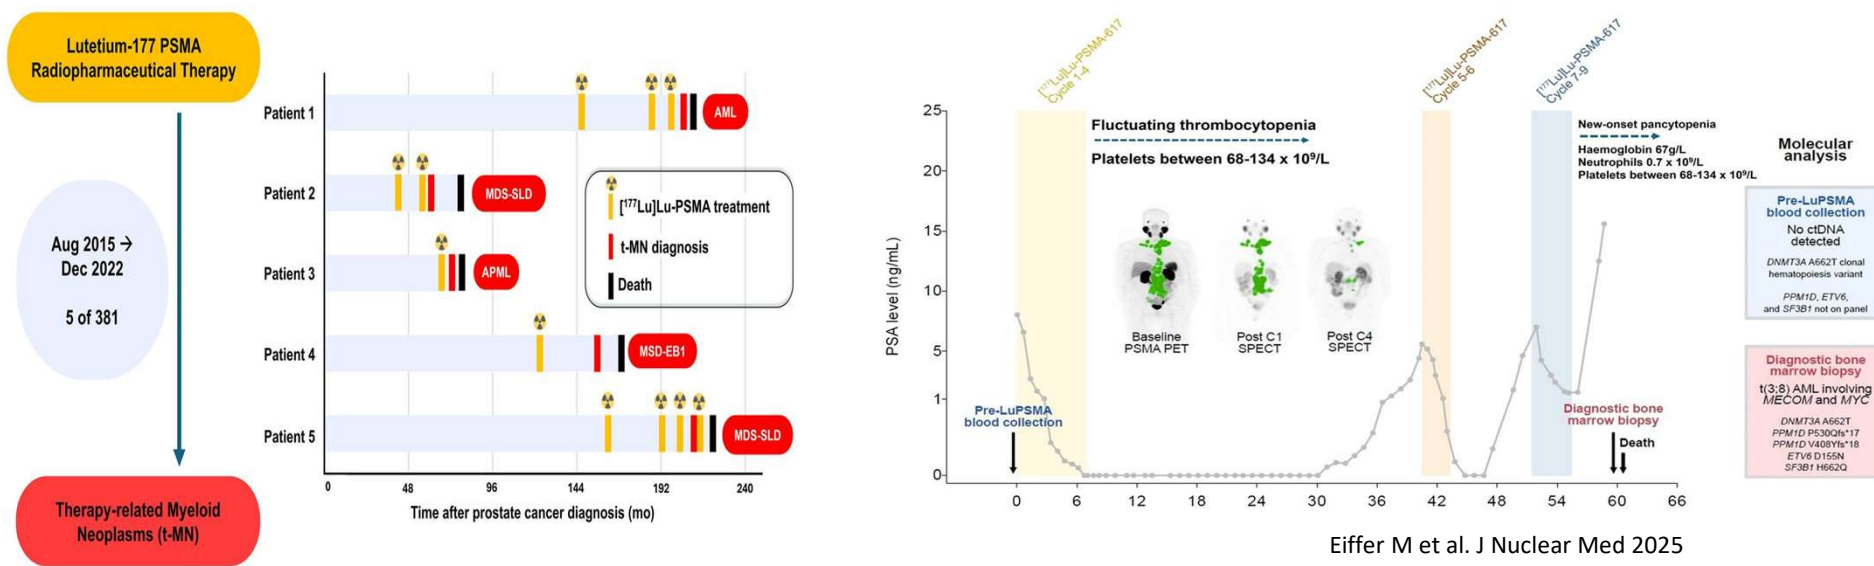 Lutetium-177 PSMA
Radiopharmaceutical Therapy
Aug 2015 →
Dec 2022
5 of 381
Therapy-related Myeloid
Neoplasms (t-MN)
Patient 1
AML
Patient 2
MDS-SLD
Patient 3
APML
Patient 4
MSD-EB1
Patient 5
MDS-SLD
[¹⁷⁷Lu]Lu-PSMA treatment
t-MN diagnosis
Death
0 48 96 144 192 240
Time after prostate cancer diagnosis (mo)
[¹⁷⁷Lu]Lu-PSMA-617
Cycle 1-4
[¹⁷⁷Lu]Lu-PSMA-617
Cycle 5-6
[¹⁷⁷Lu]Lu-PSMA-617
Cycle 7-9
PSA level (ng/mL)
25
20
15
10
5
1
0
Fluctuating thrombocytopenia
Platelets between 68-134 x 10⁹/L
New-onset pancytopenia
Haemoglobin 67g/L
Neutrophils 0.7 x 10⁹/L
Platelets between 68-134 x 10⁹/L
Baseline
PSMA PET
Post C1
SPECT
Post C4
SPECT
Pre-LuPSMA
blood collection
Diagnostic bone
marrow biopsy
Death
0 6 12 18 24 30 36 42 48 54 60 66
Molecular
analysis
Pre-LuPSMA
blood collection
No ctDNA
detected
DNMT3A A662T clonal
hematopoiesis variant
PPM1D, ETV6,
and SF3B1 not on panel
Diagnostic bone
marrow biopsy
t(3;8) AML involving
MECOM and MYC
DNMT3A A662T
PPM1D P530Qfs*17
PPM1D V408Yfs*18
ETV6 D155N
SF3B1 H662Q
Eiffer M et al. J Nuclear Med 2025